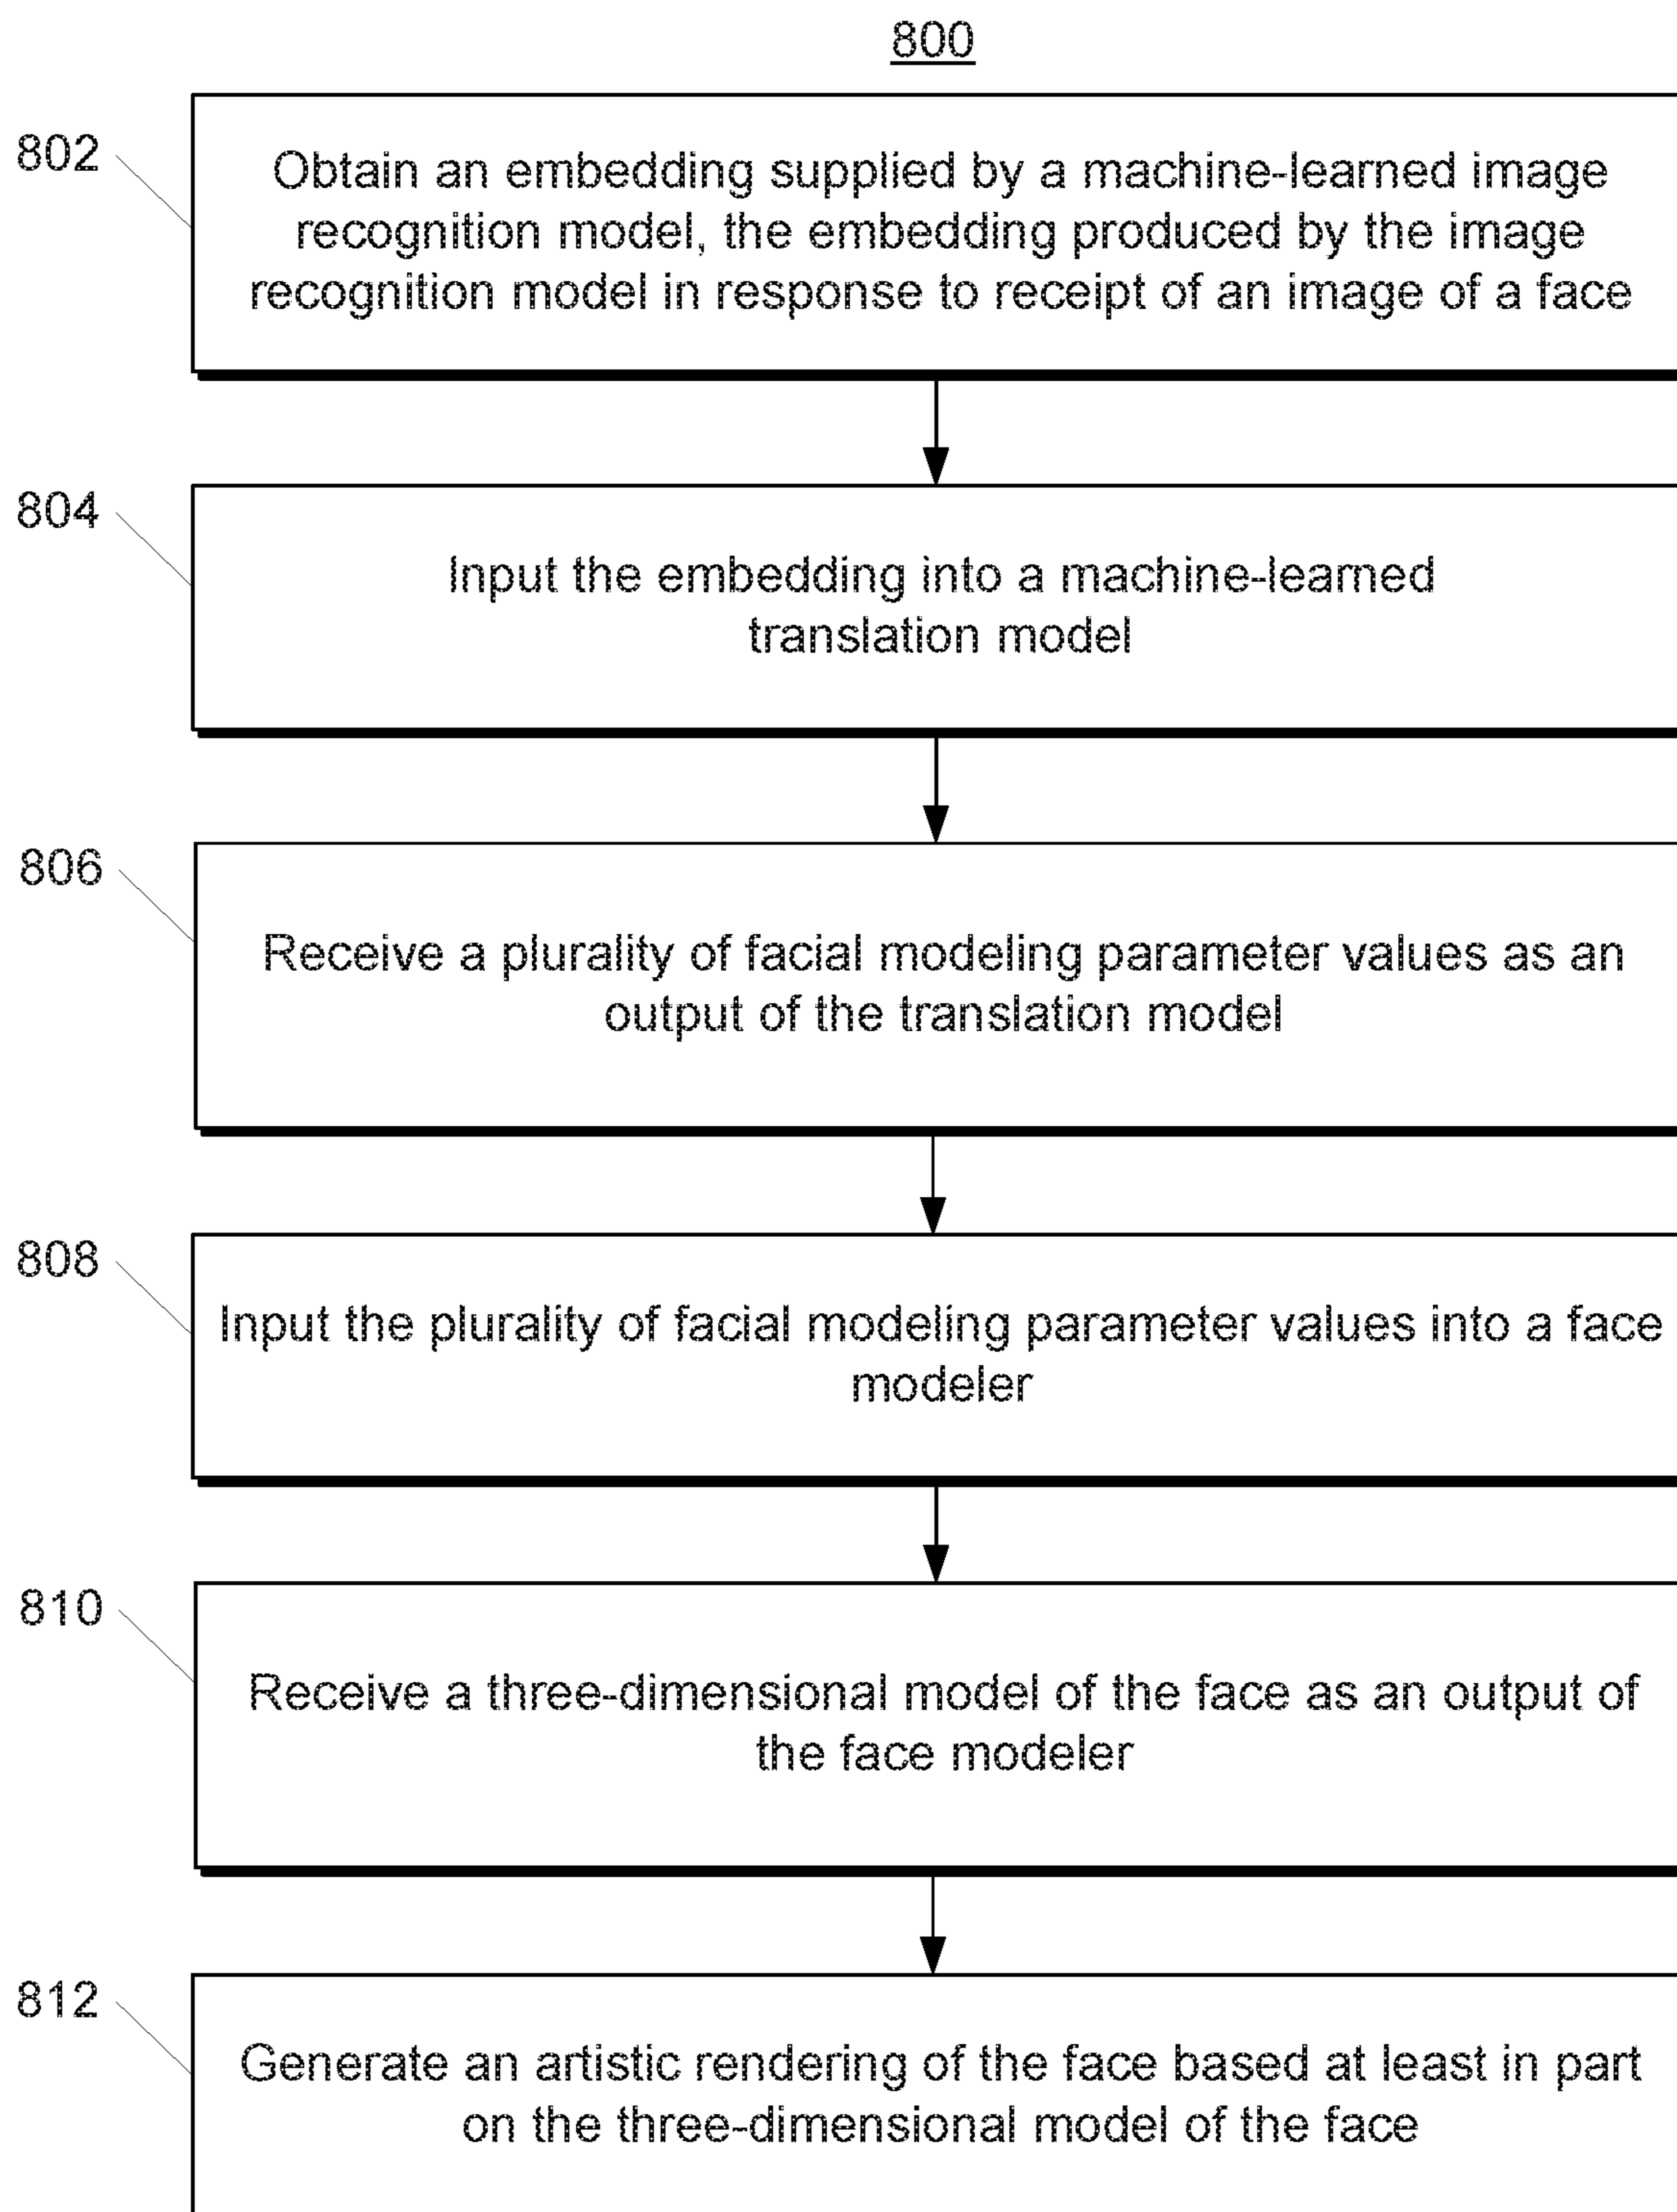 800
802
Obtain an embedding supplied by a machine-learned image
recognition model, the embedding produced by the image
recognition model in response to receipt of an image of a face
804
Input the embedding into a machine-learned
translation model
806
Receive a plurality of facial modeling parameter values as an
output of the translation model
808
Input the plurality of facial modeling parameter values into a face
modeler
810
Receive a three-dimensional model of the face as an output of
the face modeler
812
Generate an artistic rendering of the face based at least in part
on the three-dimensional model of the face